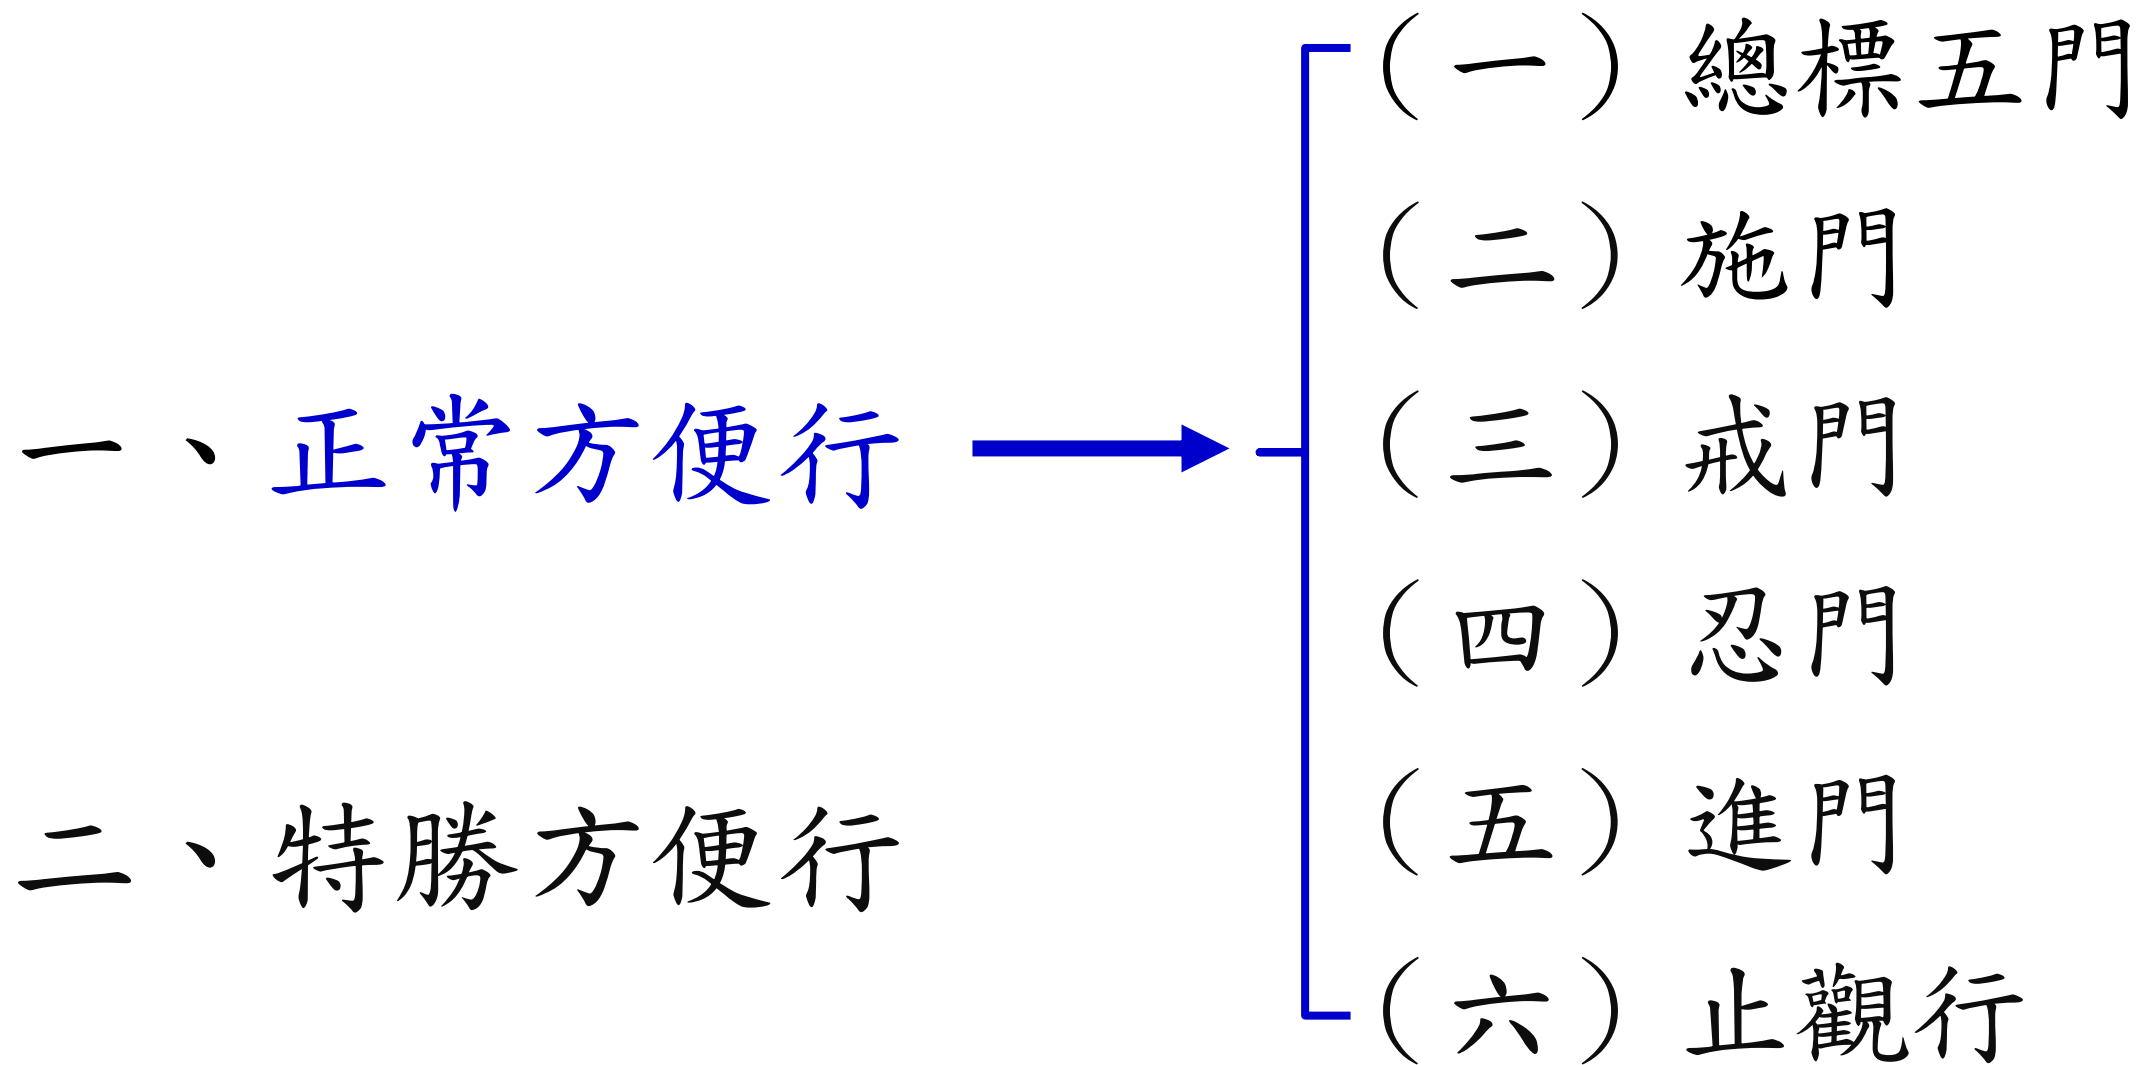 一、正常方便行
二、特勝方便行
（一）總標五門
（二）施門
（三）戒門
（四）忍門
（五）進門
（六）止觀行